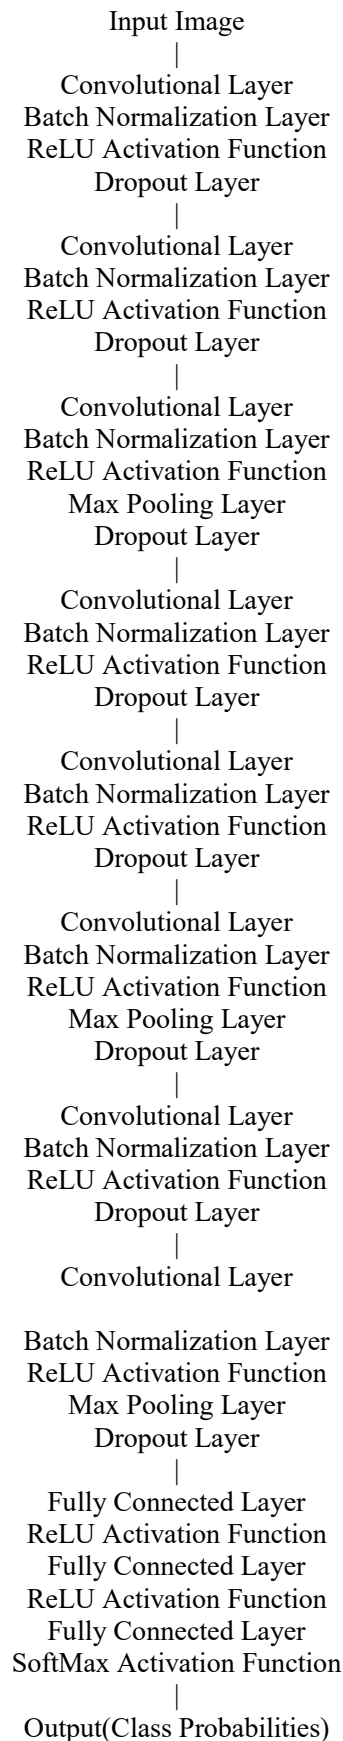 Input Image
|
Convolutional Layer
Batch Normalization Layer
ReLU Activation Function
Dropout Layer
|
Convolutional Layer
Batch Normalization Layer
ReLU Activation Function
Dropout Layer
|
Convolutional Layer
Batch Normalization Layer
ReLU Activation Function
Max Pooling Layer
Dropout Layer
|
Convolutional Layer
Batch Normalization Layer
ReLU Activation Function
Dropout Layer
|
Convolutional Layer
Batch Normalization Layer
ReLU Activation Function
Dropout Layer
|
Convolutional Layer
Batch Normalization Layer
ReLU Activation Function
Max Pooling Layer
Dropout Layer
|
Convolutional Layer
Batch Normalization Layer
ReLU Activation Function
Dropout Layer
|
Convolutional Layer
Batch Normalization Layer
ReLU Activation Function
Max Pooling Layer
Dropout Layer
|
Fully Connected Layer
ReLU Activation Function
Fully Connected Layer
ReLU Activation Function
Fully Connected Layer
SoftMax Activation Function
|
Output(Class Probabilities)